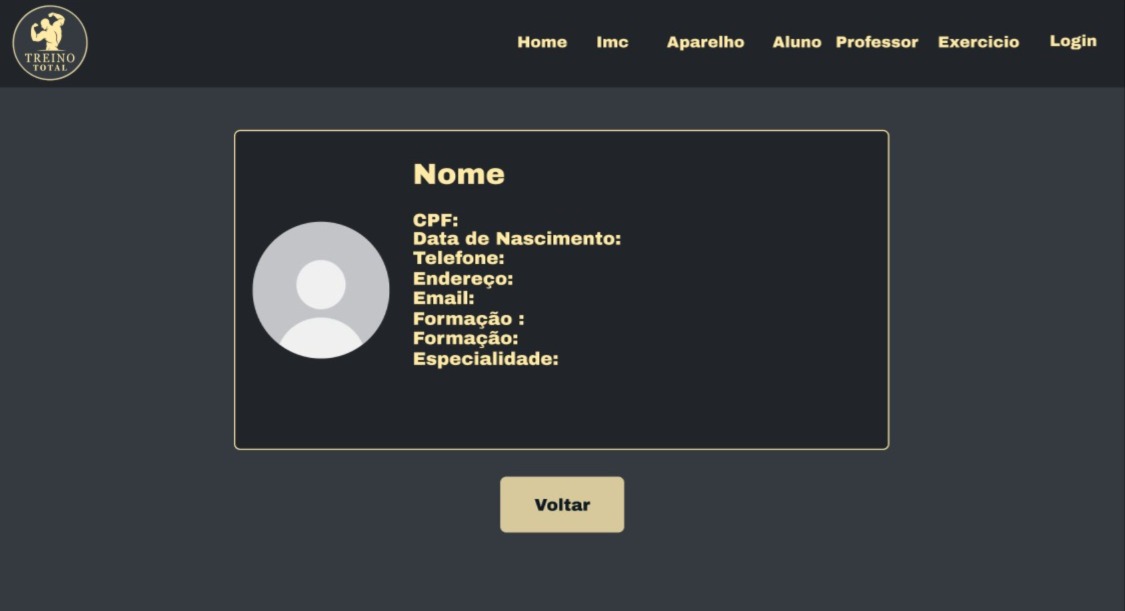 TREINO
TOTAL
Home Imc Aparelho Aluno Professor Exercicio Login
Nome
CPF:
Data de Nascimento:
Telefone:
Endereço:
Email:
Formação :
Formação:
Especialidade:
Voltar